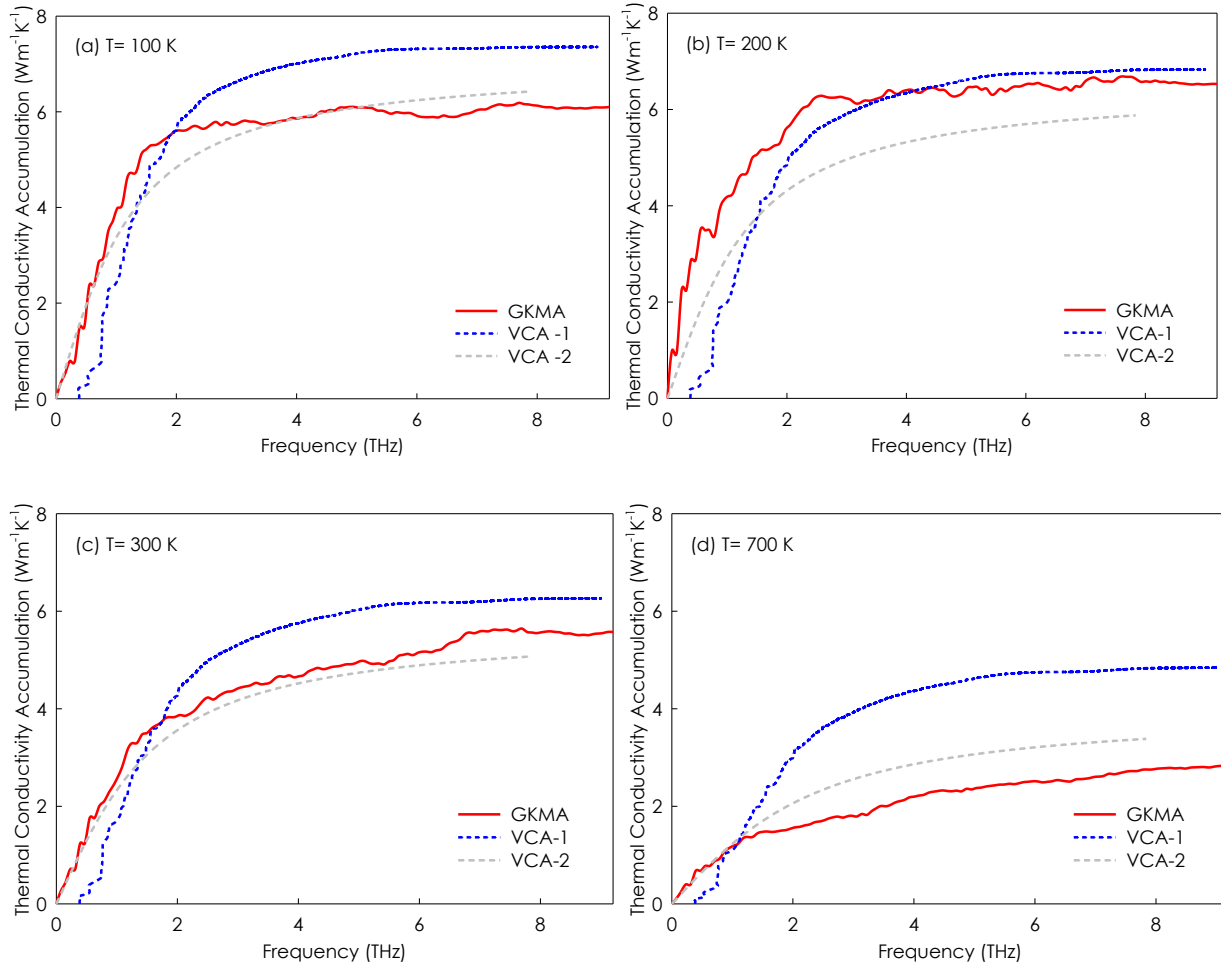 Thermal Conductivity Accumulation (Wm⁻¹K⁻¹)
8
6
4
2
0
(a) T= 100 K
GKMA
VCA -1
VCA -2
0 2 4 6 8
Frequency (THz)
Thermal Conductivity Accumulation (Wm⁻¹K⁻¹)
8
6
4
2
0
(b) T= 200 K
GKMA
VCA-1
VCA-2
0 2 4 6 8
Frequency (THz)
Thermal Conductivity Accumulation (Wm⁻¹K⁻¹)
8
6
4
2
0
(c) T= 300 K
GKMA
VCA-1
VCA-2
0 2 4 6 8
Frequency (THz)
Thermal Conductivity Accumulation (Wm⁻¹K⁻¹)
8
6
4
2
0
(d) T= 700 K
GKMA
VCA-1
VCA-2
0 2 4 6 8
Frequency (THz)